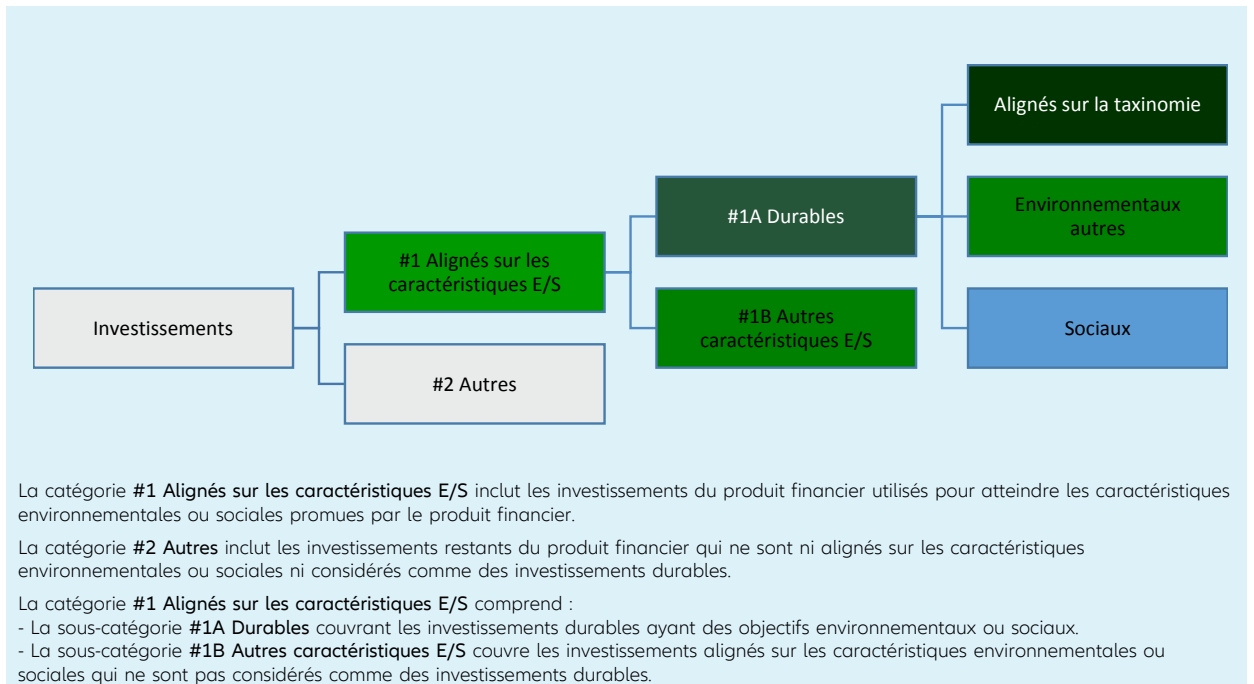 Alignés sur la taxinomie
#1A Durables
Environnementaux
autres
#1 Alignés sur les
caractéristiques E/S
Investissements
#1B Autres
caractéristiques E/S
Sociaux
#2 Autres
La catégorie #1 Alignés sur les caractéristiques E/S inclut les investissements du produit financier utilisés pour atteindre les caractéristiques
environnementales ou sociales promues par le produit financier.
La catégorie #2 Autres inclut les investissements restants du produit financier qui ne sont ni alignés sur les caractéristiques
environnementales ou sociales ni considérés comme des investissements durables.
La catégorie #1 Alignés sur les caractéristiques E/S comprend :
- La sous-catégorie #1A Durables couvrant les investissements durables ayant des objectifs environnementaux ou sociaux.
- La sous-catégorie #1B Autres caractéristiques E/S couvre les investissements alignés sur les caractéristiques environnementales ou
sociales qui ne sont pas considérés comme des investissements durables.